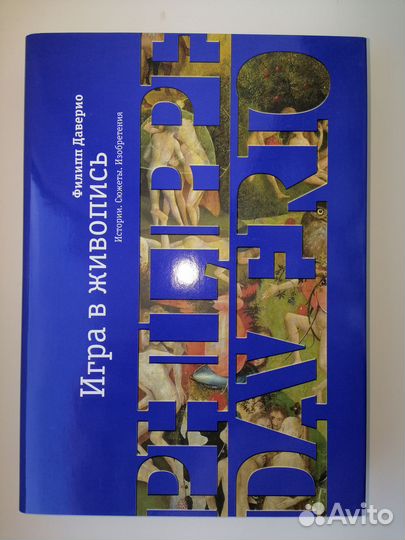 Филипп Даверио
Игра в живопись
Истории. Сюжеты. Изобретения
PHILIPPE
DAVERIO
Avito